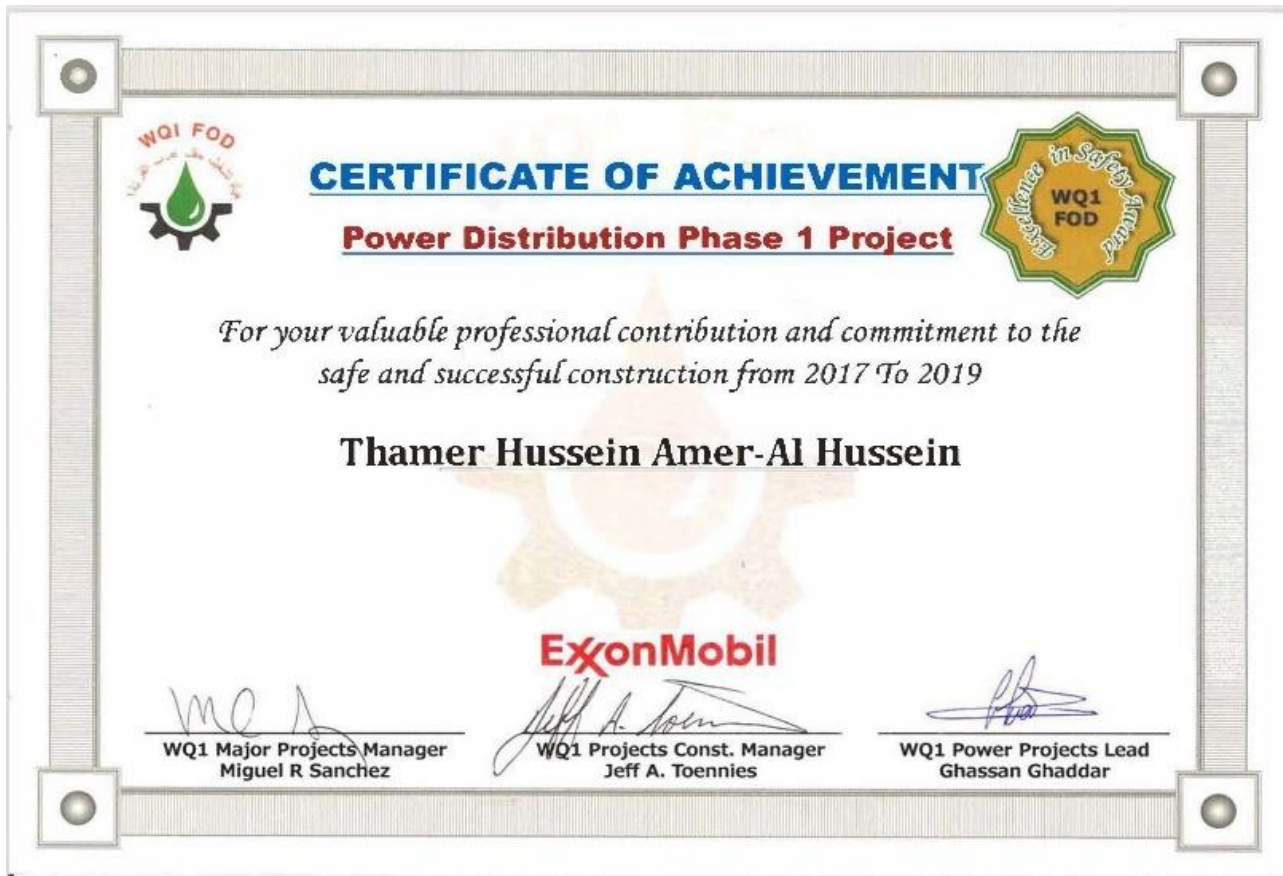 WQI FOD
CERTIFICATE OF ACHIEVEMENT
Excellence in Safety Award
WQ1
FOD
Power Distribution Phase 1 Project
For your valuable professional contribution and commitment to the
safe and successful construction from 2017 To 2019
Thamer Hussein Amer-Al Hussein
ExxonMobil
WQ1 Major Projects Manager
Miguel R Sanchez
WQ1 Projects Const. Manager
Jeff A. Toennies
WQ1 Power Projects Lead
Ghassan Ghaddar